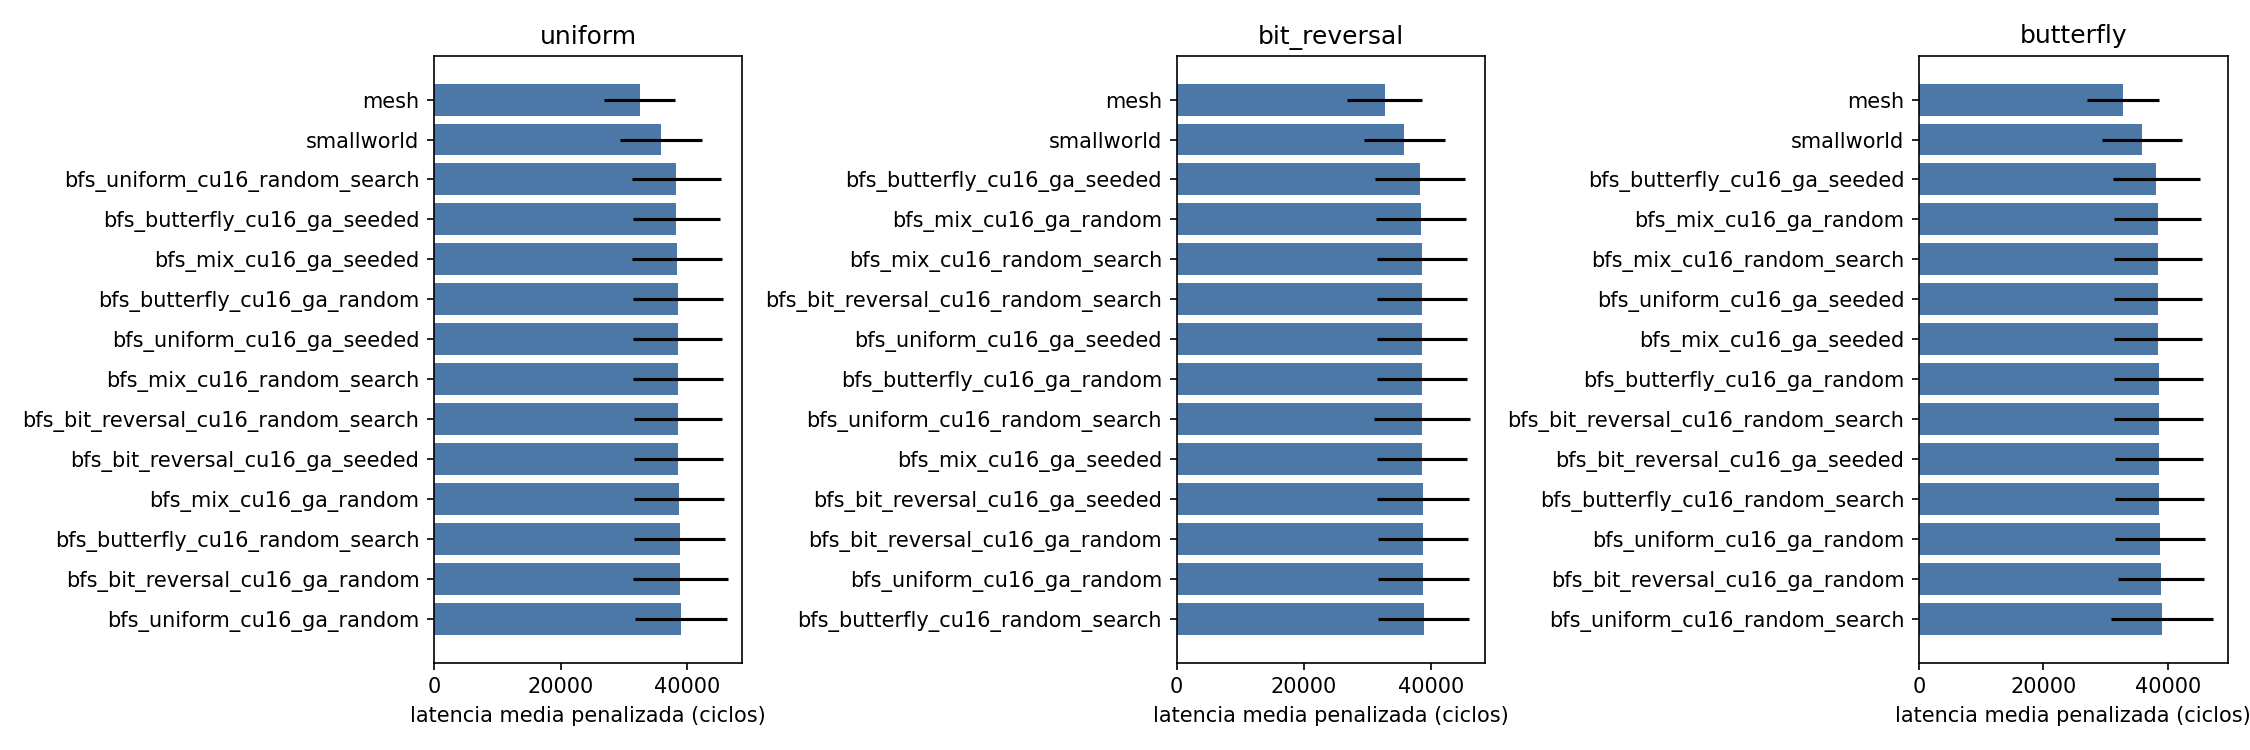 uniform
mesh
smallworld
bfs_uniform_cu16_random_search
bfs_butterfly_cu16_ga_seeded
bfs_mix_cu16_ga_seeded
bfs_butterfly_cu16_ga_random
bfs_uniform_cu16_ga_seeded
bfs_mix_cu16_random_search
bfs_bit_reversal_cu16_random_search
bfs_bit_reversal_cu16_ga_seeded
bfs_mix_cu16_ga_random
bfs_butterfly_cu16_random_search
bfs_bit_reversal_cu16_ga_random
bfs_uniform_cu16_ga_random
0 20000 40000
latencia media penalizada (ciclos)
bit_reversal
mesh
smallworld
bfs_butterfly_cu16_ga_seeded
bfs_mix_cu16_ga_random
bfs_mix_cu16_random_search
bfs_bit_reversal_cu16_random_search
bfs_uniform_cu16_ga_seeded
bfs_butterfly_cu16_ga_random
bfs_uniform_cu16_random_search
bfs_mix_cu16_ga_seeded
bfs_bit_reversal_cu16_ga_seeded
bfs_bit_reversal_cu16_ga_random
bfs_uniform_cu16_ga_random
bfs_butterfly_cu16_random_search
0 20000 40000
latencia media penalizada (ciclos)
butterfly
mesh
smallworld
bfs_butterfly_cu16_ga_seeded
bfs_mix_cu16_ga_random
bfs_mix_cu16_random_search
bfs_uniform_cu16_ga_seeded
bfs_mix_cu16_ga_seeded
bfs_butterfly_cu16_ga_random
bfs_bit_reversal_cu16_random_search
bfs_bit_reversal_cu16_ga_seeded
bfs_butterfly_cu16_random_search
bfs_uniform_cu16_ga_random
bfs_bit_reversal_cu16_ga_random
bfs_uniform_cu16_random_search
0 20000 40000
latencia media penalizada (ciclos)